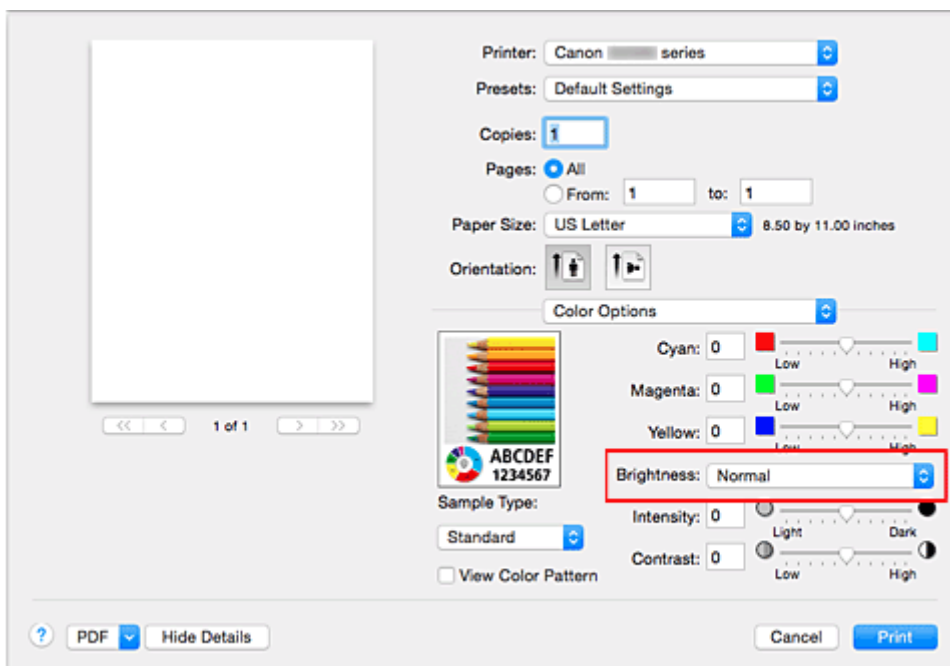 Printer: Canon series
Presets: Default Settings
Copies: 1
Pages: All
From: 1 to: 1
Paper Size: US Letter 8.50 by 11.00 inches
Orientation:
Color Options
Cyan: 0
Low High
Magenta: 0
Low High
Yellow: 0
Low High
ABCDEF
1234567
Brightness: Normal
Sample Type:
Standard
View Color Pattern
Intensity: 0
Light Dark
Contrast: 0
Low High
<< < 1 of 1 > >>
? PDF Hide Details Cancel Print